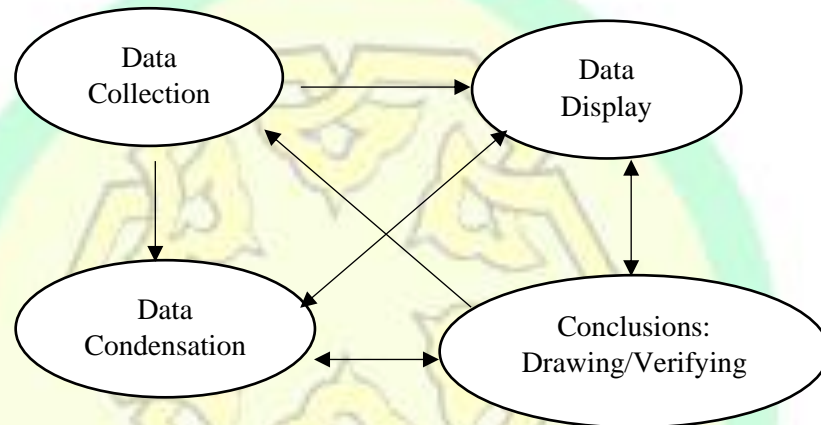 Data
Collection
Data
Display
Data
Condensation
Conclusions:
Drawing/Verifying